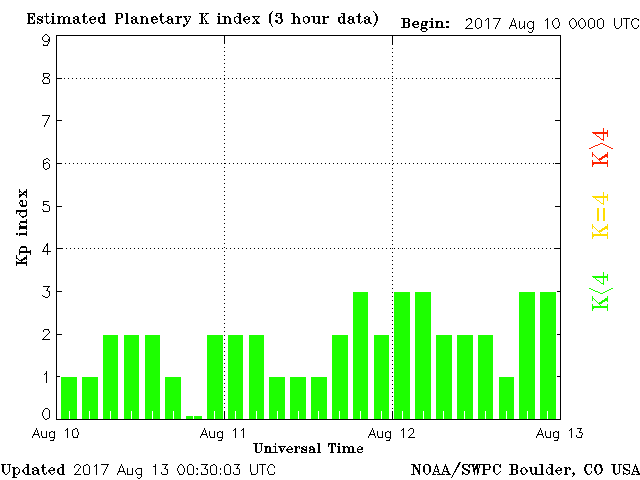 Estimated Planetary K index (3 hour data)
Begin: 2017 Aug 10 0000 UTC
9
8
7
6
5
4
3
2
1
0
Kp index
K>4
K=4
K<4
Aug 10
Aug 11
Aug 12
Aug 13
Universal Time
Updated 2017 Aug 13 00:30:03 UTC
NOAA/SWPC Boulder, CO USA